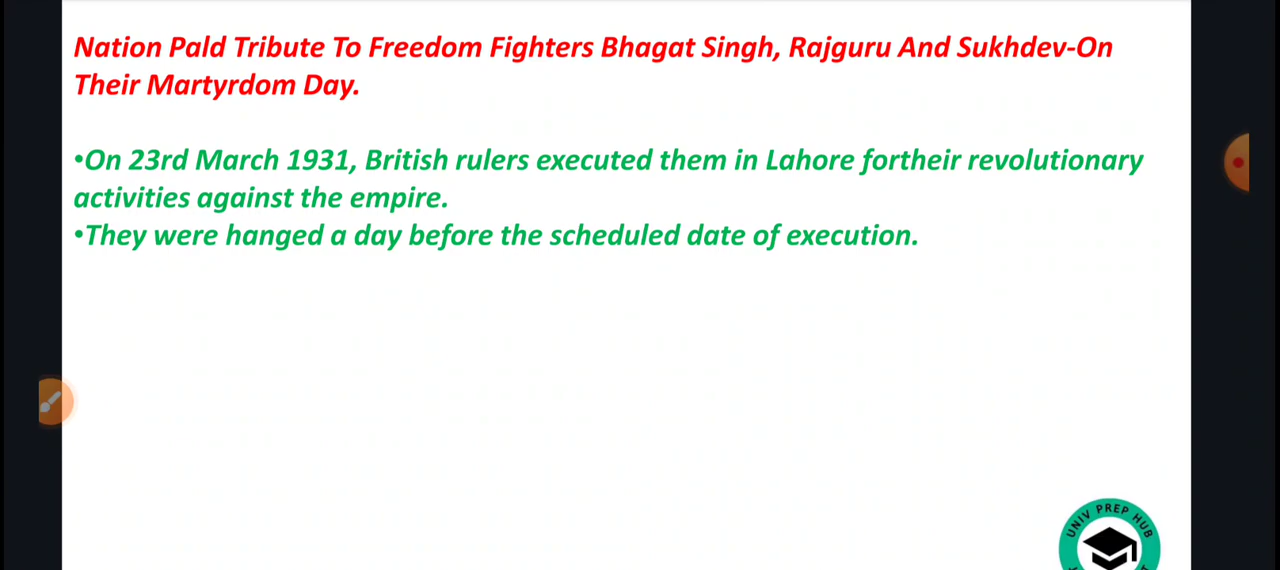 Nation Pald Tribute To Freedom Fighters Bhagat Singh, Rajguru And Sukhdev-On
Their Martyrdom Day.
•On 23rd March 1931, British rulers executed them in Lahore fortheir revolutionary
activities against the empire.
•They were hanged a day before the scheduled date of execution.
UNIV PREP HUB